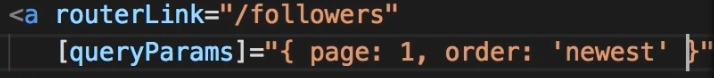 <a routerLink="/followers"
[queryParams]="{ page: 1, order: 'newest' }"